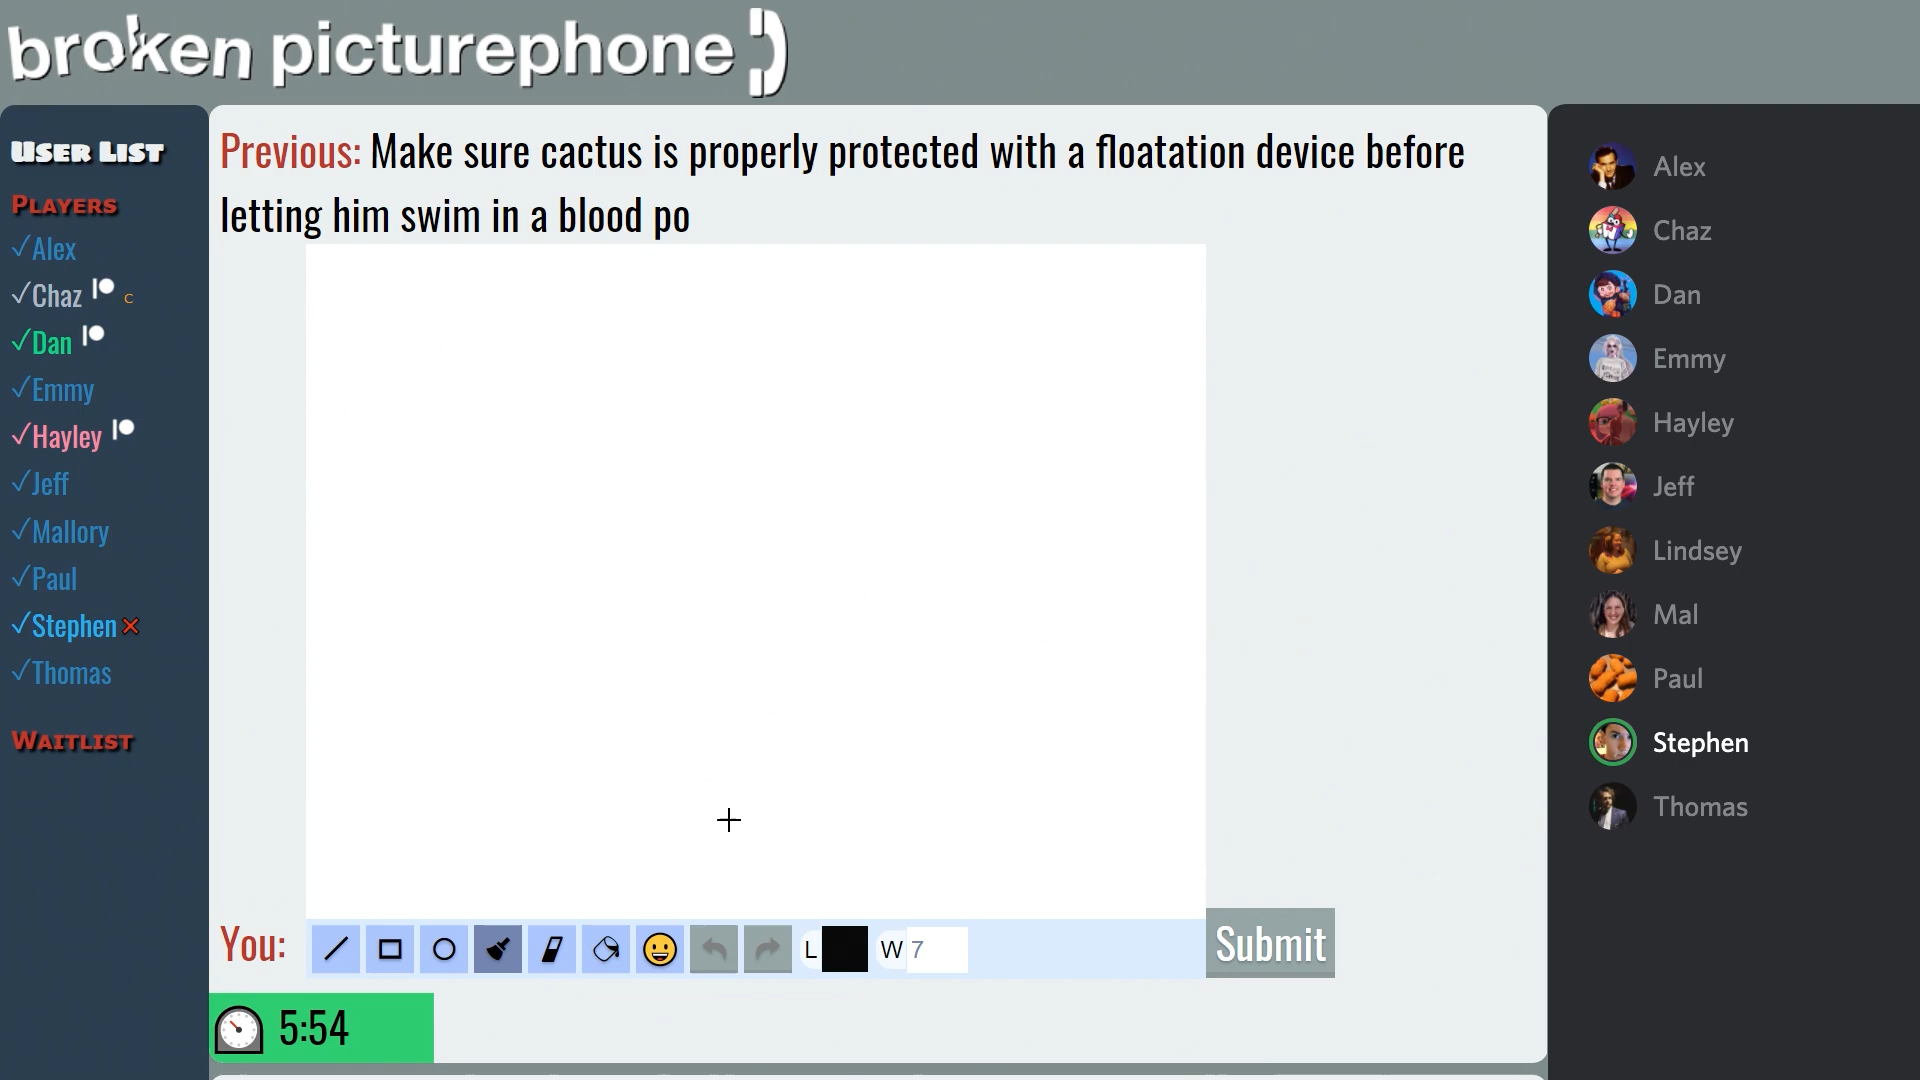 broken picturephone
USER LIST
PLAYERS
✓Alex
✓Chaz C
✓Dan
✓Emmy
✓Hayley
✓Jeff
✓Mallory
✓Paul
✓Stephen
✓Thomas
WAITLIST
Previous: Make sure cactus is properly protected with a floatation device before
letting him swim in a blood po
You:
L
W 7
Submit
5:54
Alex
Chaz
Dan
Emmy
Hayley
Jeff
Lindsey
Mal
Paul
Stephen
Thomas